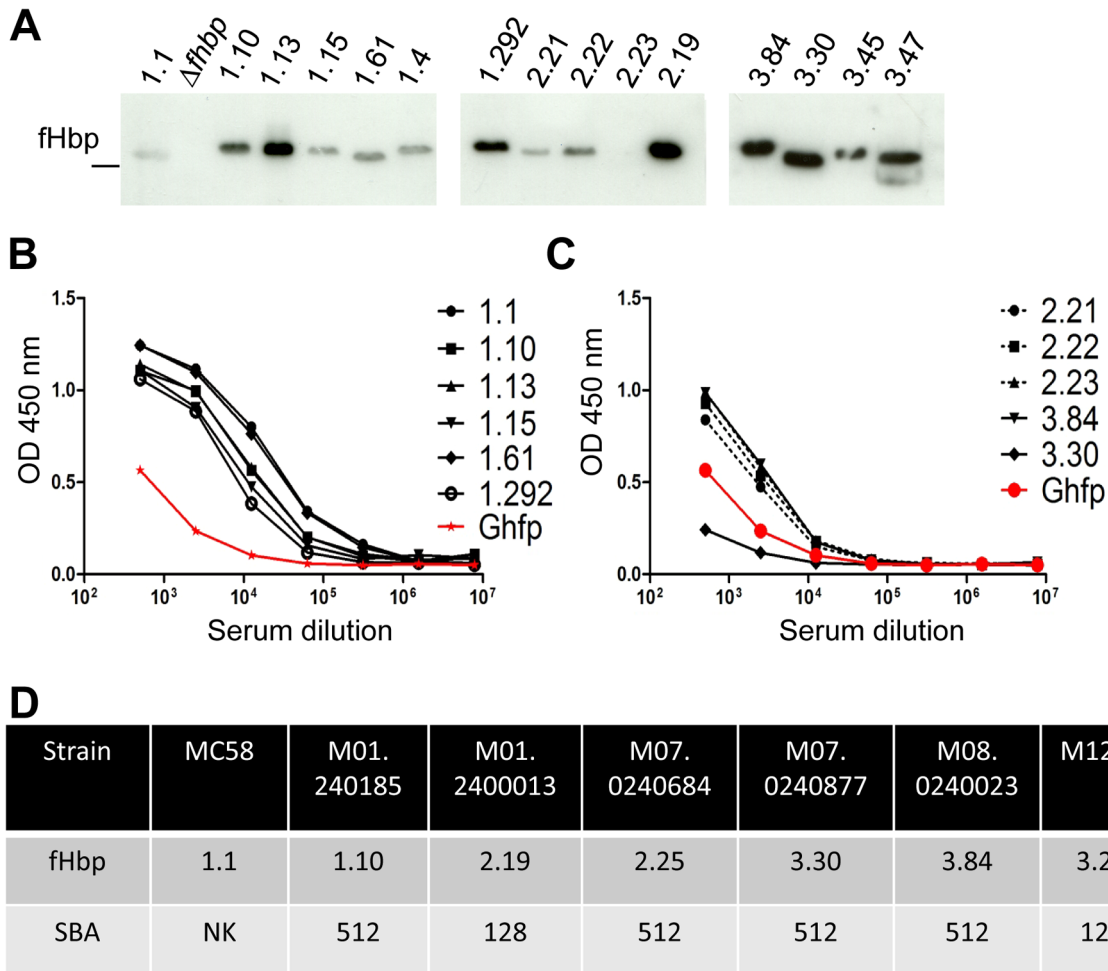 A
1.1 Δfhbp 1.10 1.13 1.15 1.61 1.4
1.292 2.21 2.22 2.23 2.19
3.84 3.30 3.45 3.47
fHbp
B
1.5
1.0
0.5
0.0
OD 450 nm
10² 10³ 10⁴ 10⁵ 10⁶ 10⁷
Serum dilution
1.1
1.10
1.13
1.15
1.61
1.292
Ghfp
C
1.5
1.0
0.5
0.0
OD 450 nm
10² 10³ 10⁴ 10⁵ 10⁶ 10⁷
Serum dilution
2.21
2.22
2.23
3.84
3.30
Ghfp
D
Strain MC58 M01. M01. M07. M07. M08. M12
240185 2400013 0240684 0240877 0240023
fHbp 1.1 1.10 2.19 2.25 3.30 3.84 3.2
SBA NK 512 128 512 512 512 12